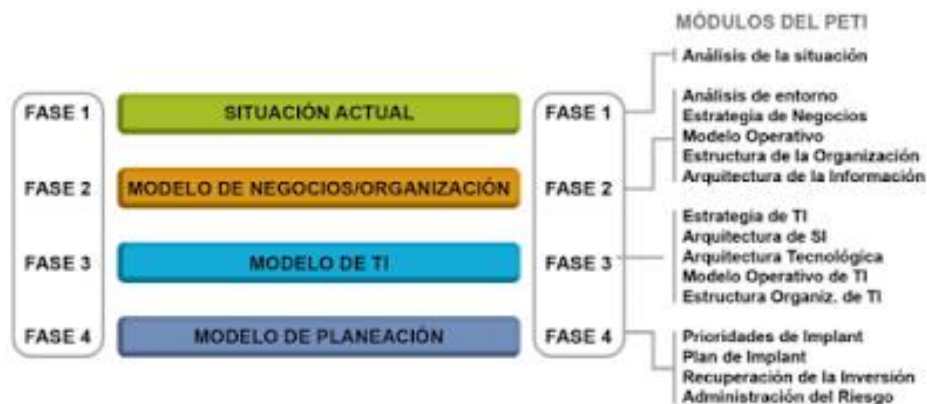 MÓDULOS DEL PETI
Análisis de la situación
FASE 1
SITUACIÓN ACTUAL
FASE 1
Análisis de entorno
Estrategia de Negocios
Modelo Operativo
Estructura de la Organización
Arquitectura de la Información
FASE 2
MODELO DE NEGOCIOS/ORGANIZACIÓN
FASE 2
Estrategia de TI
Arquitectura de SI
Arquitectura Tecnológica
Modelo Operativo de TI
Estructura Organiz. de TI
FASE 3
MODELO DE TI
FASE 3
FASE 4
MODELO DE PLANEACIÓN
FASE 4
Prioridades de Implant
Plan de Implant
Recuperación de la Inversión
Administración del Riesgo